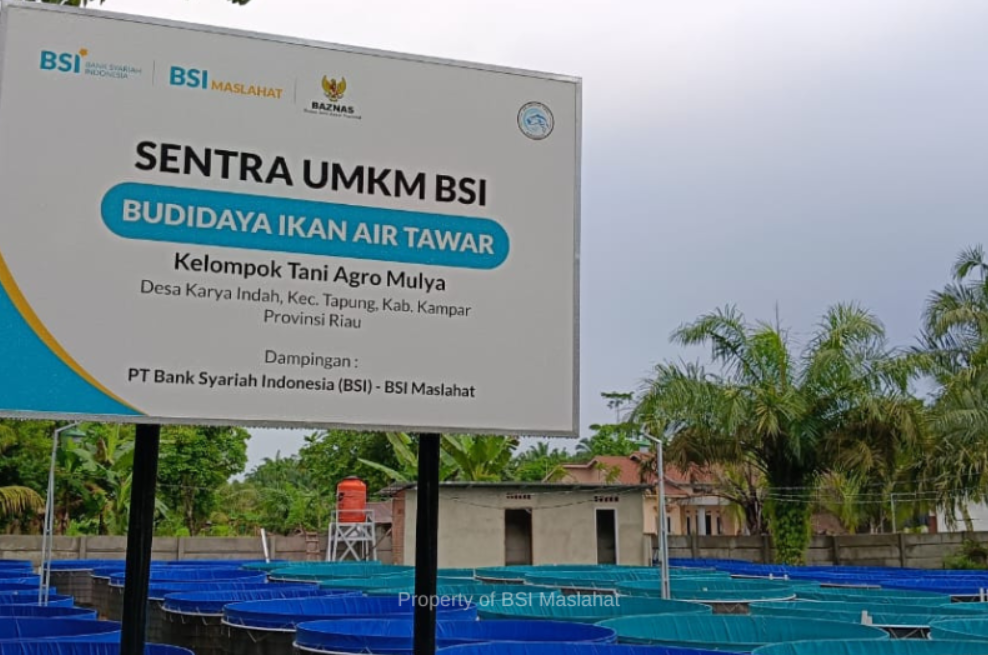 BSI BANK SYARIAH
INDONESIA
BSI MASLAHAT
BAZNAS
SENTRA UMKM BSI
BUDIDAYA IKAN AIR TAWAR
Kelompok Tani Agro Mulya
Desa Karya Indah, Kec. Tapung, Kab. Kampar
Provinsi Riau
Dampingan :
PT Bank Syariah Indonesia (BSI) - BSI Maslahat
Property of BSI Maslahat